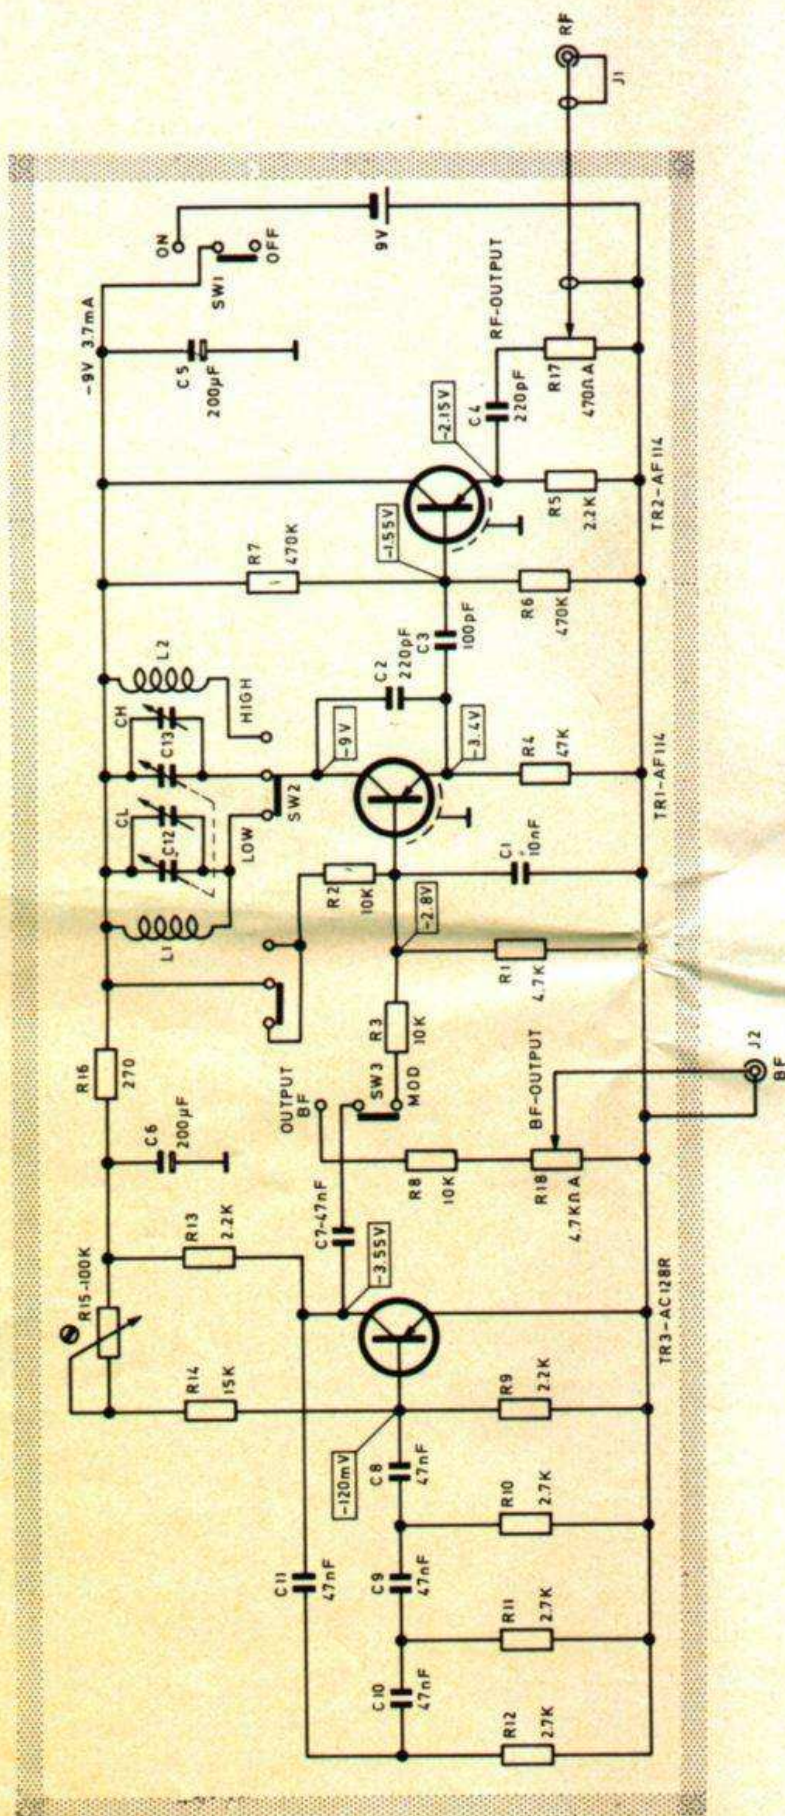 R15-100K
R14
15K
R13
2.2K
C6
200µF
R16
270
C11
47nF
C7-47nF
-3.55V
-120mV
C10
47nF
C9
47nF
C8
47nF
R12
2.7K
R11
2.7K
R10
2.7K
R9
2.2K
TR3-AC128R
OUTPUT
BF
SW3
MOD
R8
10K
R18
4.7KΩA
BF-OUTPUT
J2
BF
R3
10K
L1
C12
CL
C13
CH
L2
LOW
SW2
HIGH
R2
10K
-2.8V
R1
4.7K
C1
10nF
-9V
C2
220pF
C3
100pF
-3.4V
R4
47K
TR1-AF114
R7
470K
-1.55V
R6
470K
-2.15V
R5
2.2K
TR2-AF114
-9V 3.7mA
C5
200µF
SW1
ON
OFF
9V
C4
220pF
RF-OUTPUT
R17
470ΩA
RF
J1